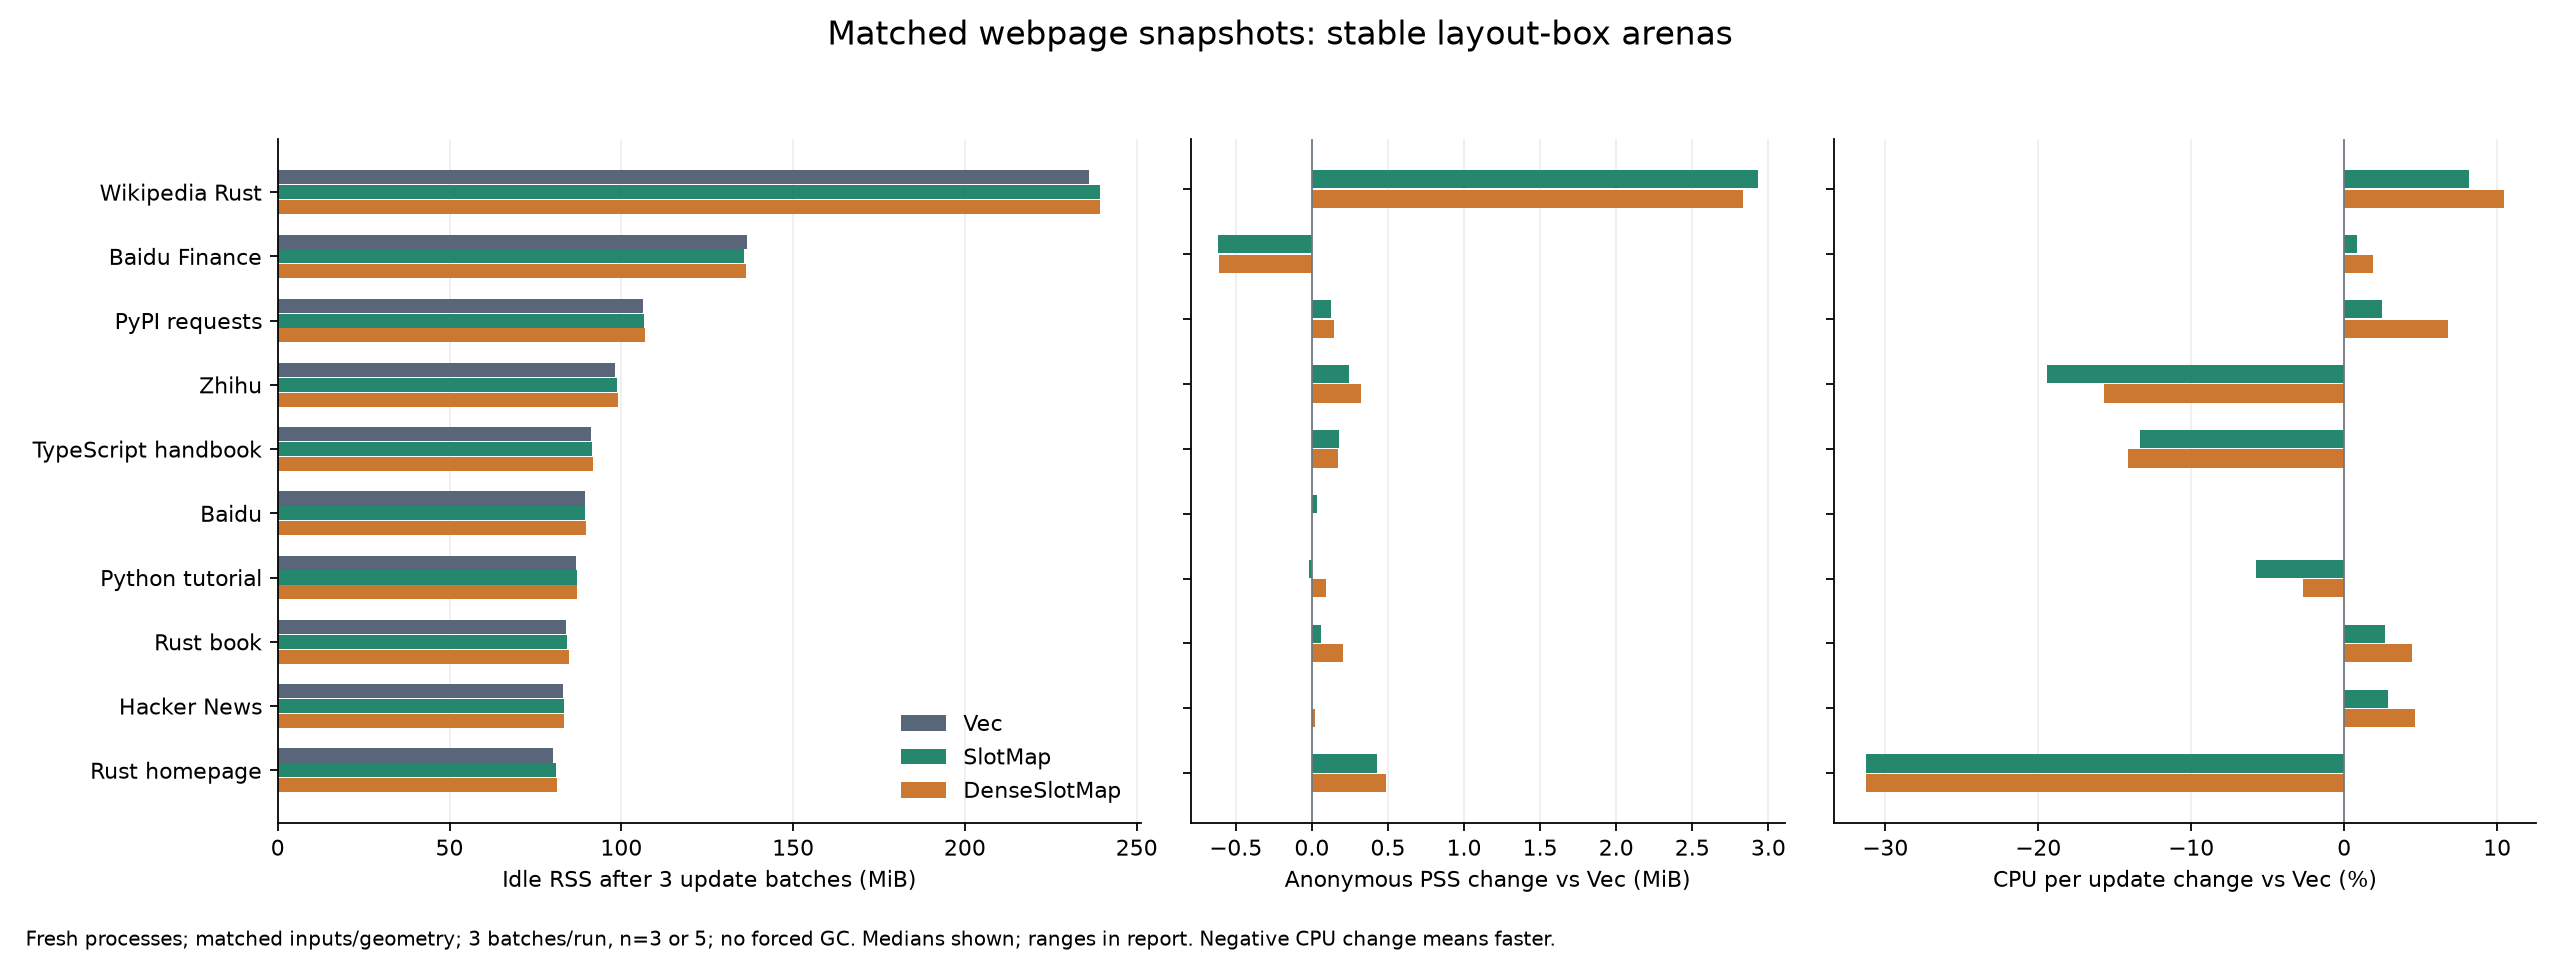 Matched webpage snapshots: stable layout-box arenas
Wikipedia Rust
Baidu Finance
PyPI requests
Zhihu
TypeScript handbook
Baidu
Python tutorial
Rust book
Hacker News
Rust homepage
Vec
SlotMap
DenseSlotMap
0 50 100 150 200 250
Idle RSS after 3 update batches (MiB)
−0.5 0.0 0.5 1.0 1.5 2.0 2.5 3.0
Anonymous PSS change vs Vec (MiB)
−30 −20 −10 0 10
CPU per update change vs Vec (%)
Fresh processes; matched inputs/geometry; 3 batches/run, n=3 or 5; no forced GC. Medians shown; ranges in report. Negative CPU change means faster.